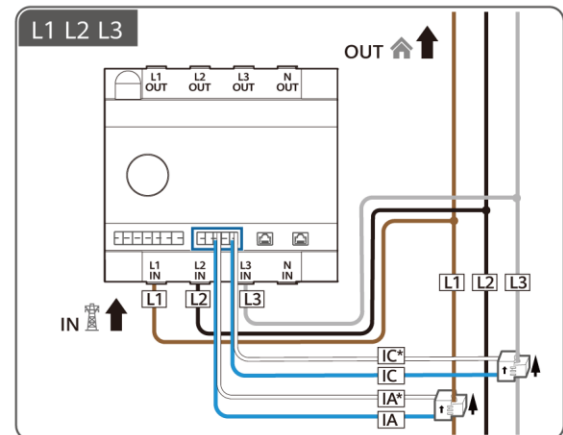 L1 L2 L3
OUT
L1 OUT
L2 OUT
L3 OUT
N OUT
L1 IN
L2 IN
L3 IN
N IN
L1
L2
L3
L1
L2
L3
IN
IC*
IC
IA*
IA